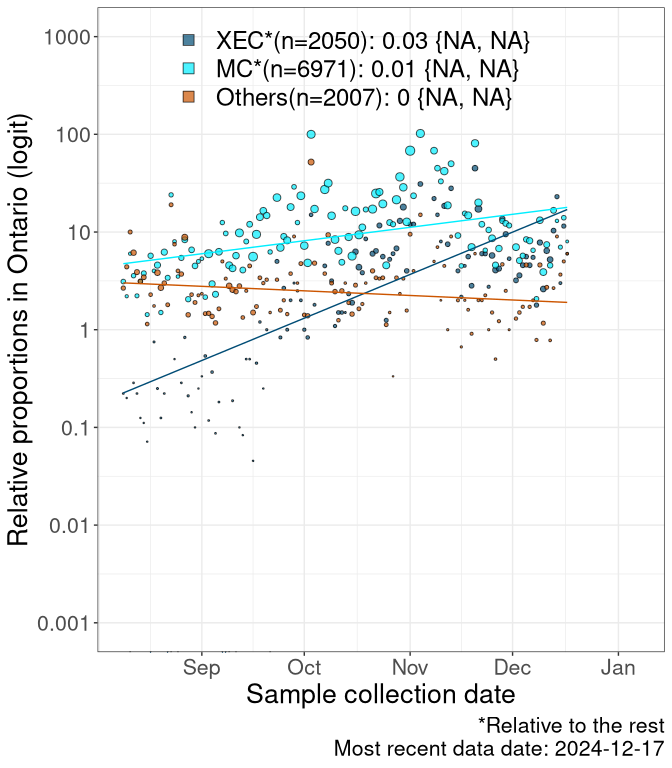 XEC*(n=2050): 0.03 {NA, NA}
MC*(n=6971): 0.01 {NA, NA}
Others(n=2007): 0 {NA, NA}
Relative proportions in Ontario (logit)
1000
100
10
1
0.1
0.01
0.001
Sep Oct Nov Dec Jan
Sample collection date
*Relative to the rest
Most recent data date: 2024-12-17